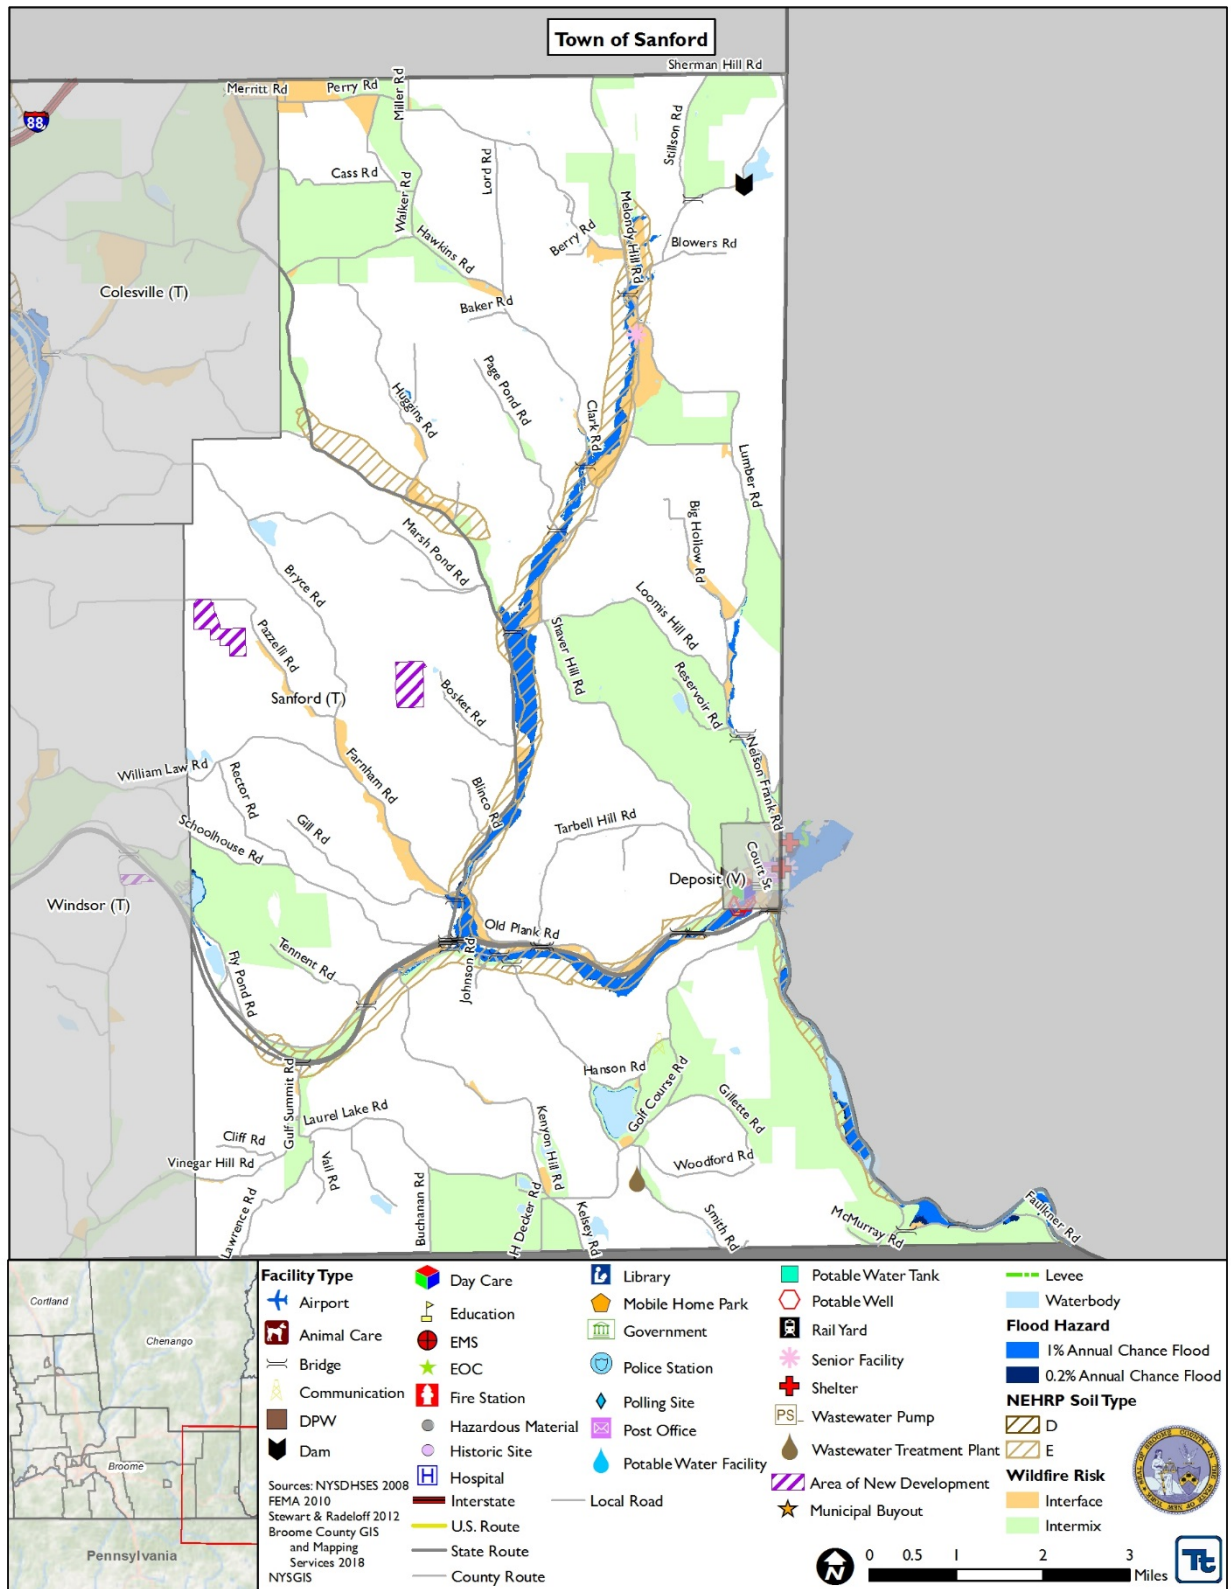 Town of Sanford
Sherman Hill Rd
Merritt Rd
Perry Rd
Miller Rd
88
Stillson Rd
Cass Rd
Lord Rd
Walker Rd
Melondy Hill Rd
Berry Rd
Blowers Rd
Hawkins Rd
Colesville (T)
Baker Rd
Page Pond Rd
Huggins Rd
Clark Rd
Lumber Rd
Big Hollow Rd
Marsh Pond Rd
Bryce Rd
Loomis Hill Rd
Pazzelli Rd
Shaver Hill Rd
Reservoir Rd
Sanford (T)
Bosket Rd
Nelson Frank Rd
William Law Rd
Farnham Rd
Rector Rd
Blinco Rd
Schoolhouse Rd
Gill Rd
Tarbell Hill Rd
Court St
Deposit (V)
Windsor (T)
Old Plank Rd
Tennent Rd
Johnson Rd
Fly Pond Rd
Hanson Rd
Golf Course Rd
Gulf Summit Rd
Gillette Rd
Laurel Lake Rd
Cliff Rd
Kenyon Hill Rd
Vinegar Hill Rd
Vail Rd
Woodford Rd
Buchanan Rd
H Decker Rd
Kelsey Rd
Lawrence Rd
Smith Rd
McMurray Rd
Faulkner Rd
Cortland
Chenango
Broome
Pennsylvania
Facility Type
Airport
Animal Care
Bridge
Communication
DPW
Dam
Sources: NYSDHSES 2008
FEMA 2010
Stewart & Radeloff 2012
Broome County GIS
and Mapping
Services 2018
NYSGIS
Day Care
Education
EMS
EOC
Fire Station
Hazardous Material
Historic Site
H Hospital
Interstate
U.S. Route
State Route
County Route
Library
Mobile Home Park
Government
Police Station
Polling Site
Post Office
Potable Water Facility
Local Road
Potable Water Tank
Potable Well
Rail Yard
Senior Facility
Shelter
PS Wastewater Pump
Wastewater Treatment Plant
Area of New Development
Municipal Buyout
Levee
Waterbody
Flood Hazard
1% Annual Chance Flood
0.2% Annual Chance Flood
NEHRP Soil Type
D
E
Wildfire Risk
Interface
Intermix
N
0 0.5 1 2 3
Miles
Tt